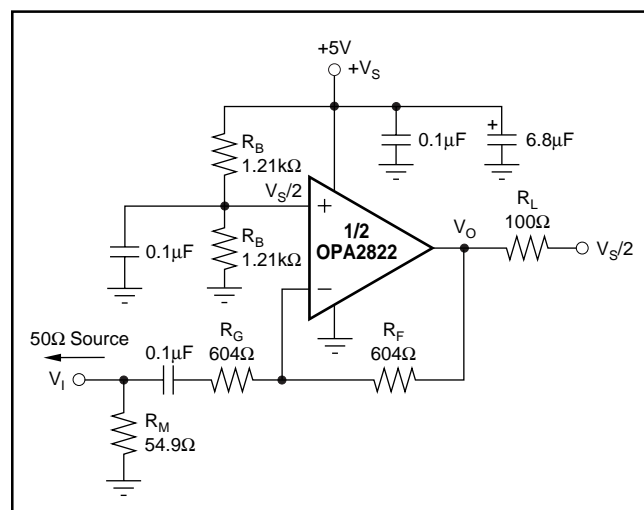 +5V
+V_S
R_B
1.21kΩ
0.1µF
+
6.8µF
V_S/2
R_L
100Ω
+
1/2
OPA2822
V_O
V_S/2
0.1µF
R_B
1.21kΩ
−
50Ω Source
0.1µF
R_G
604Ω
R_F
604Ω
V_I
R_M
54.9Ω